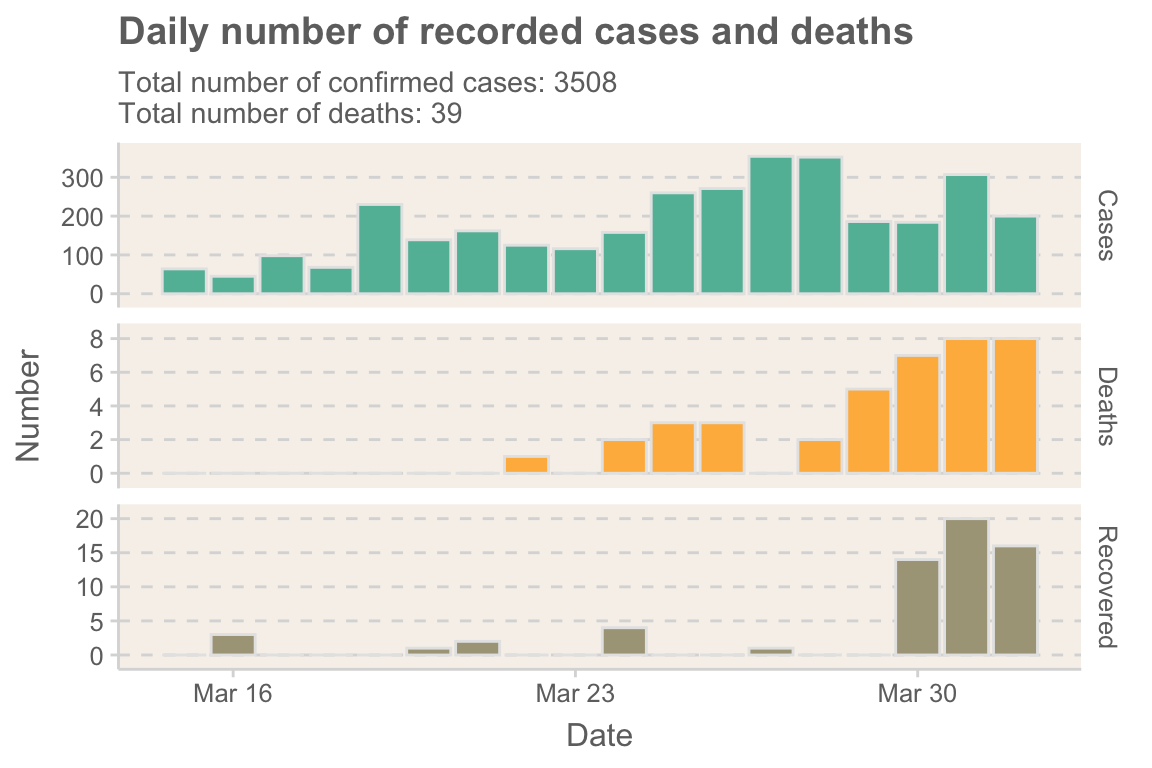 Daily number of recorded cases and deaths
Total number of confirmed cases: 3508
Total number of deaths: 39
300
200
100
0
Cases
8
6
4
2
0
Deaths
Number
20
15
10
5
0
Recovered
Mar 16 Mar 23 Mar 30
Date